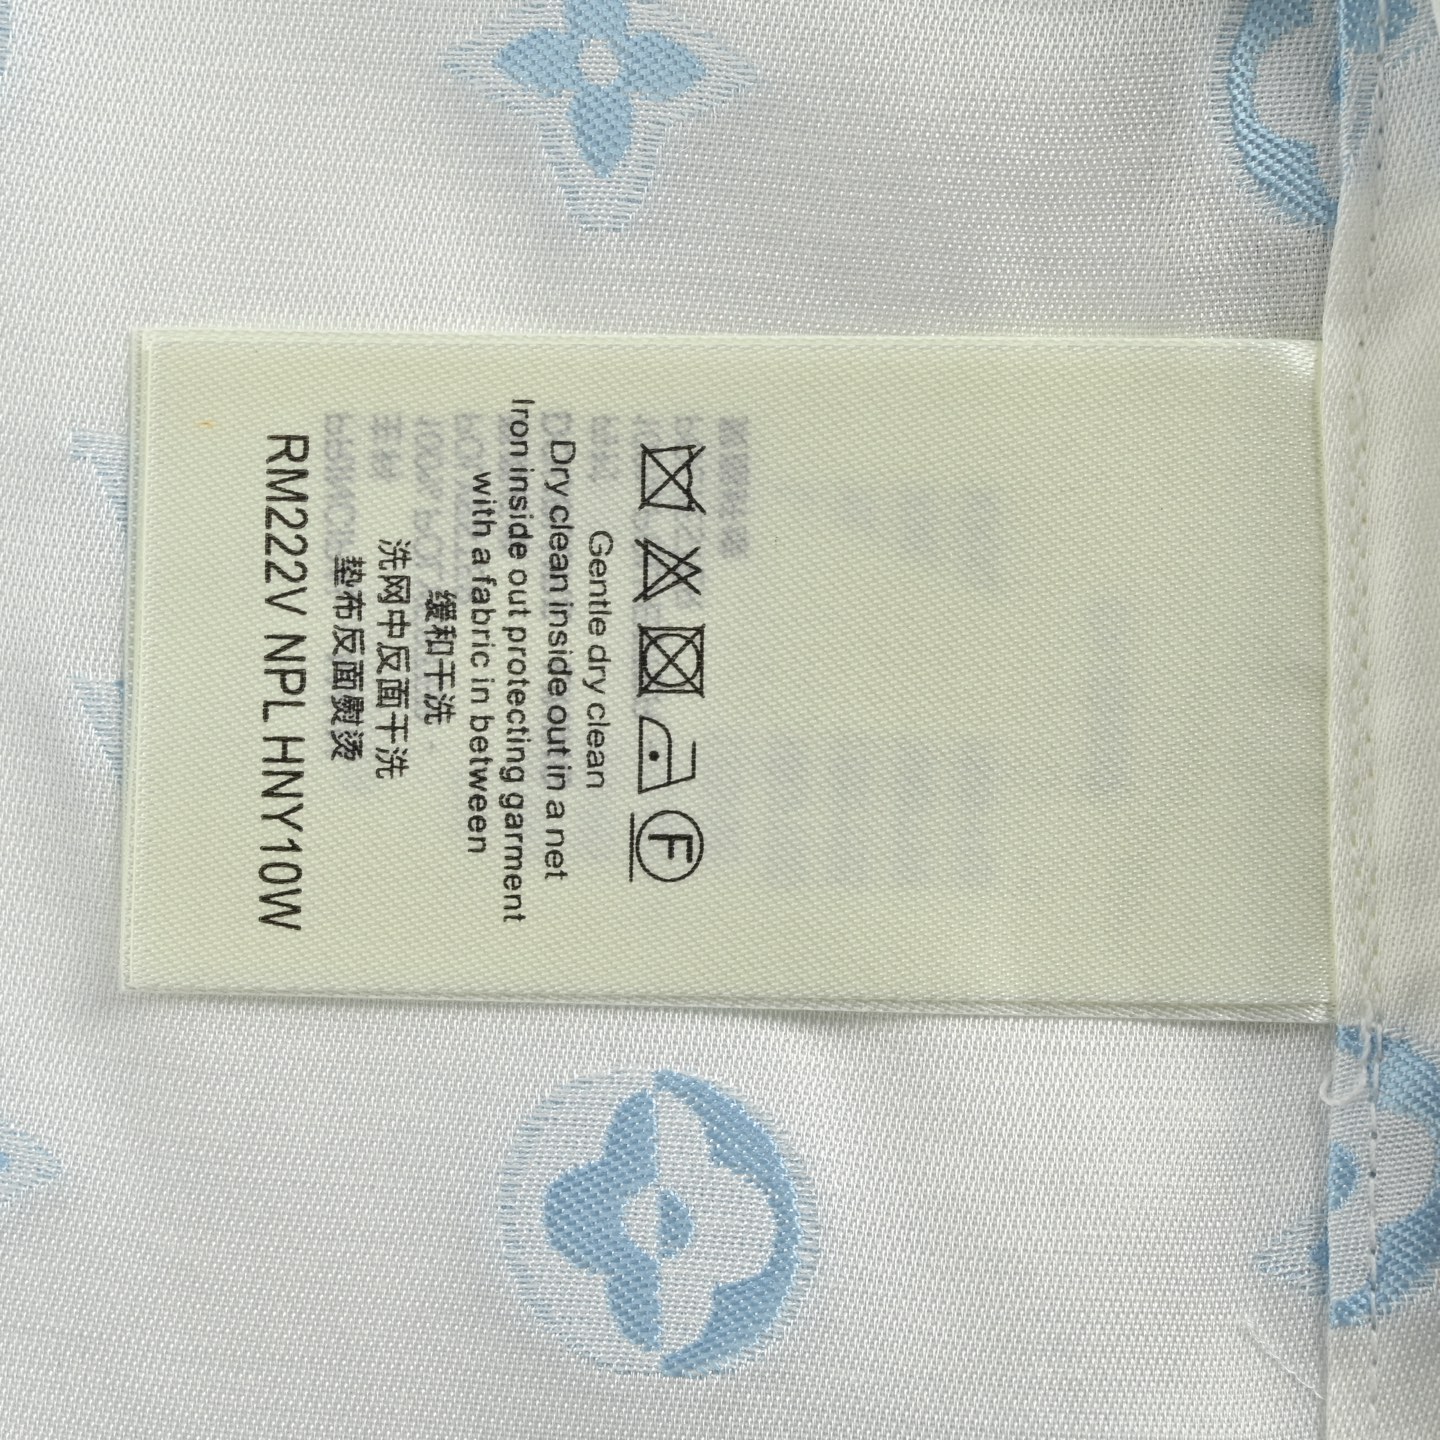 F
Gentle dry clean
Dry clean inside out in a net
Iron inside out protecting garment
with a fabric in between
缓和干洗
洗网中反面干洗
垫布反面熨烫
RM222V NPL HNY10W